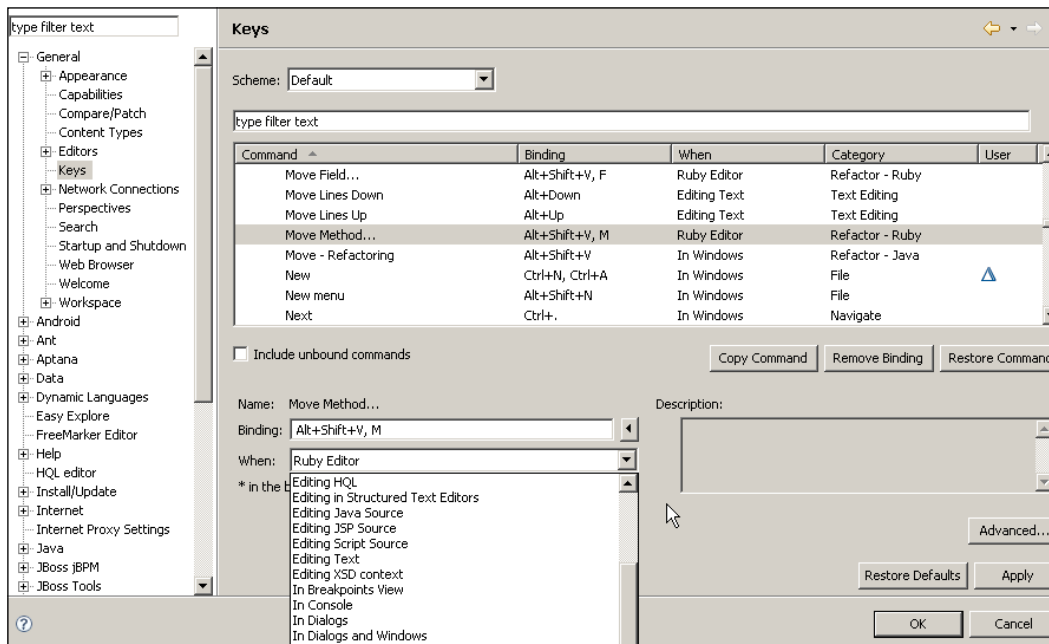 type filter text
General
Appearance
Capabilities
Compare/Patch
Content Types
Editors
Keys
Network Connections
Perspectives
Search
Startup and Shutdown
Web Browser
Welcome
Workspace
Android
Ant
Aptana
Data
Dynamic Languages
Easy Explore
FreeMarker Editor
Help
HQL editor
Install/Update
Internet
Internet Proxy Settings
Java
JBoss jBPM
JBoss Tools
Keys
Scheme: Default
type filter text
Command Binding When Category User
Move Field... Alt+Shift+V, F Ruby Editor Refactor - Ruby
Move Lines Down Alt+Down Editing Text Text Editing
Move Lines Up Alt+Up Editing Text Text Editing
Move Method... Alt+Shift+V, M Ruby Editor Refactor - Ruby
Move - Refactoring Alt+Shift+V In Windows Refactor - Java
New Ctrl+N, Ctrl+A In Windows File
New menu Alt+Shift+N In Windows File
Next Ctrl+. In Windows Navigate
Include unbound commands
Copy Command Remove Binding Restore Command
Name: Move Method...
Binding: Alt+Shift+V, M
When: Ruby Editor
* in the b
Editing HQL
Editing in Structured Text Editors
Editing Java Source
Editing JSP Source
Editing Script Source
Editing Text
Editing XSD context
In Breakpoints View
In Console
In Dialogs
In Dialogs and Windows
Description:
Advanced...
Restore Defaults Apply
OK Cancel